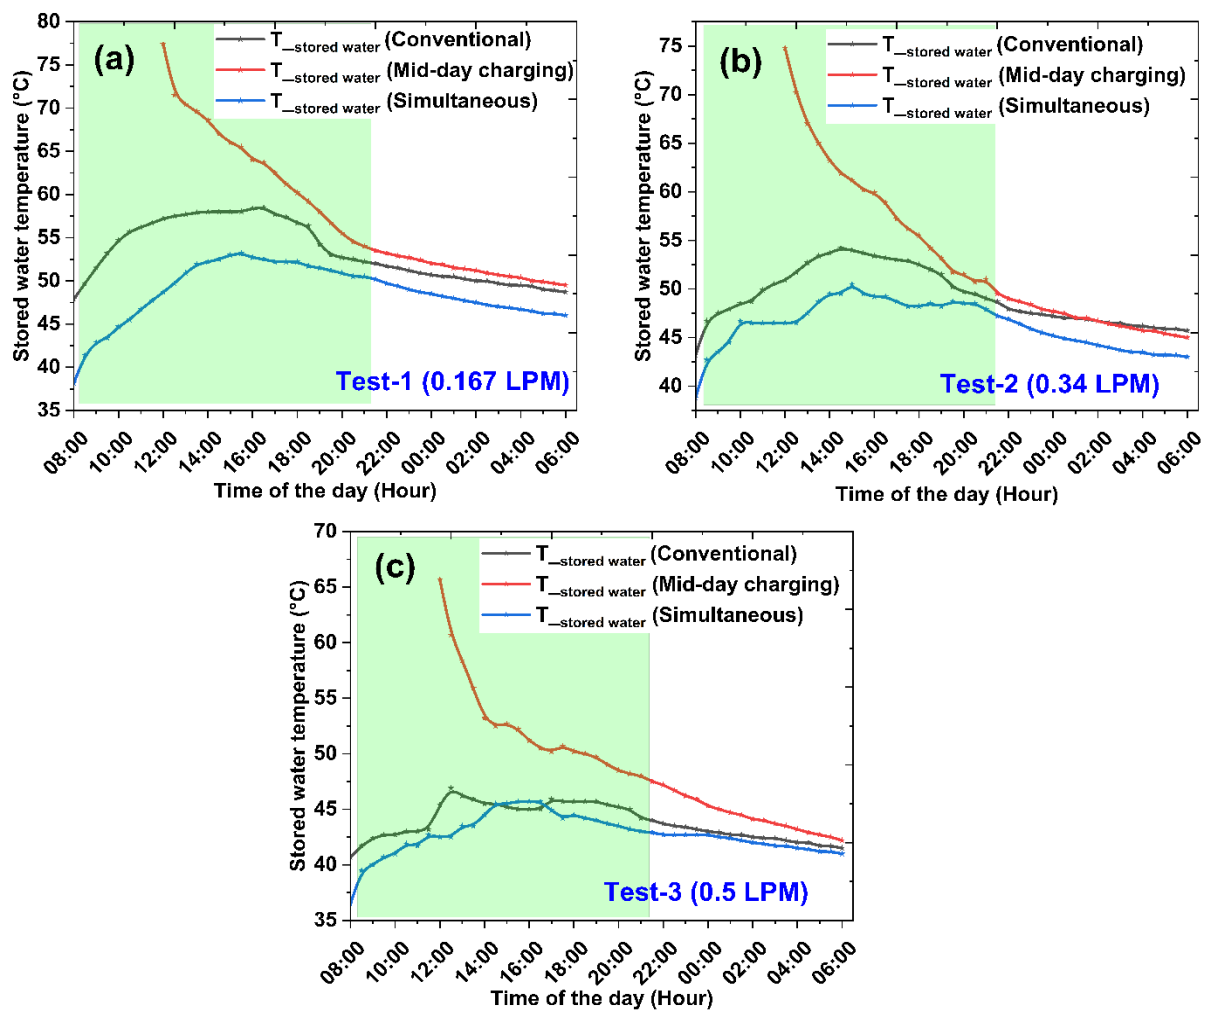 (a)
T_stored water (Conventional)
T_stored water (Mid-day charging)
T_stored water (Simultaneous)
Stored water temperature (°C)
80
75
70
65
60
55
50
45
40
35
Test-1 (0.167 LPM)
08:00 10:00 12:00 14:00 16:00 18:00 20:00 22:00 0:00 02:00 04:00 06:00
Time of the day (Hour)
(b)
T_stored water (Conventional)
T_stored water (Mid-day charging)
T_stored water (Simultaneous)
Stored water temperature (°C)
75
70
65
60
55
50
45
40
Test-2 (0.34 LPM)
08:00 10:00 12:00 14:00 16:00 18:00 20:00 22:00 00:00 02:00 04:00 06:00
Time of the day (Hour)
(c)
T_stored water (Conventional)
T_stored water (Mid-day charging)
T_stored water (Simultaneous)
Stored water temperature (°C)
70
65
60
55
50
45
40
35
Test-3 (0.5 LPM)
08:00 10:00 12:00 14:00 16:00 18:00 20:00 22:00 00:00 02:00 04:00 06:00
Time of the day (Hour)